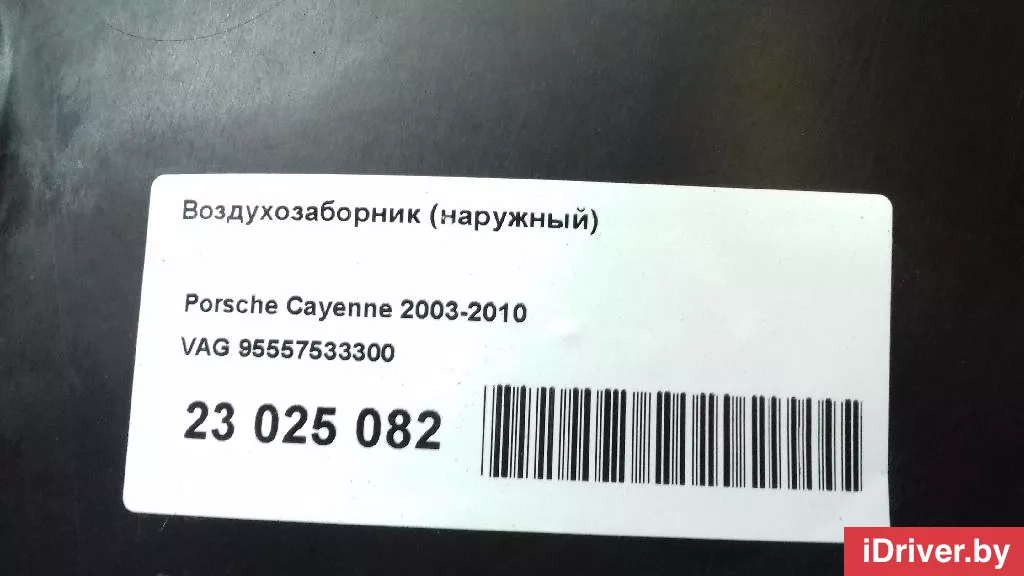 Воздухозаборник (наружный)
Porsche Cayenne 2003-2010
VAG 95557533300
23 025 082
iDriver.by